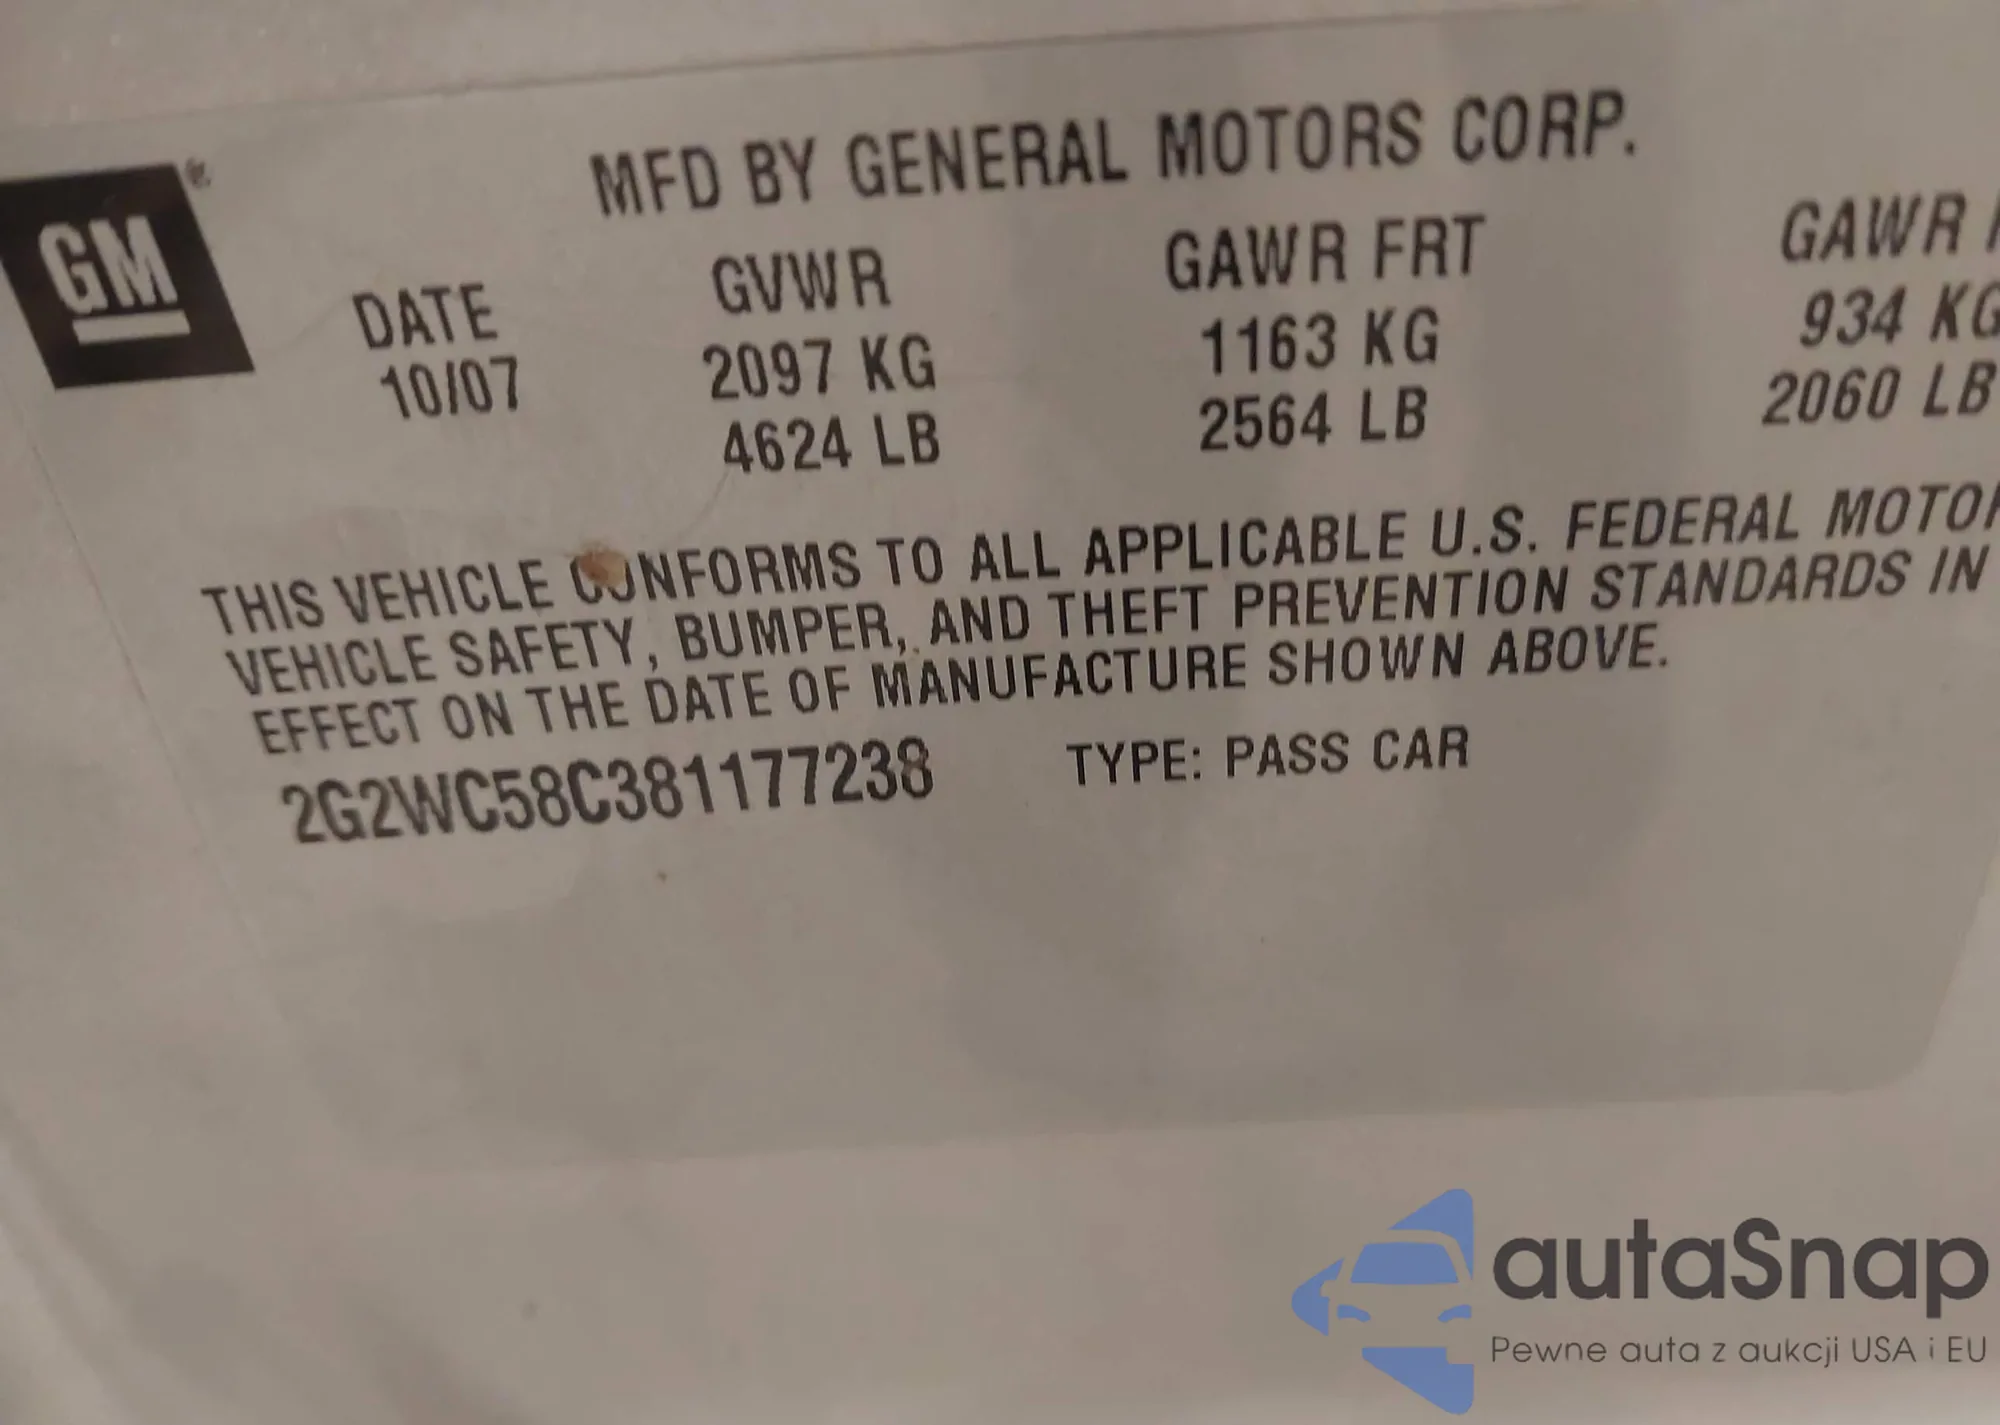 GM
MFD BY GENERAL MOTORS CORP.
DATE GVWR GAWR FRT GAWR
10/07 2097 KG 1163 KG 934 KG
4624 LB 2564 LB 2060 LB
THIS VEHICLE CONFORMS TO ALL APPLICABLE U.S. FEDERAL MOTOR
VEHICLE SAFETY, BUMPER, AND THEFT PREVENTION STANDARDS IN
EFFECT ON THE DATE OF MANUFACTURE SHOWN ABOVE.
2G2WC58C381177238 TYPE: PASS CAR
autaSnap
Pewne auta z aukcji USA i EU